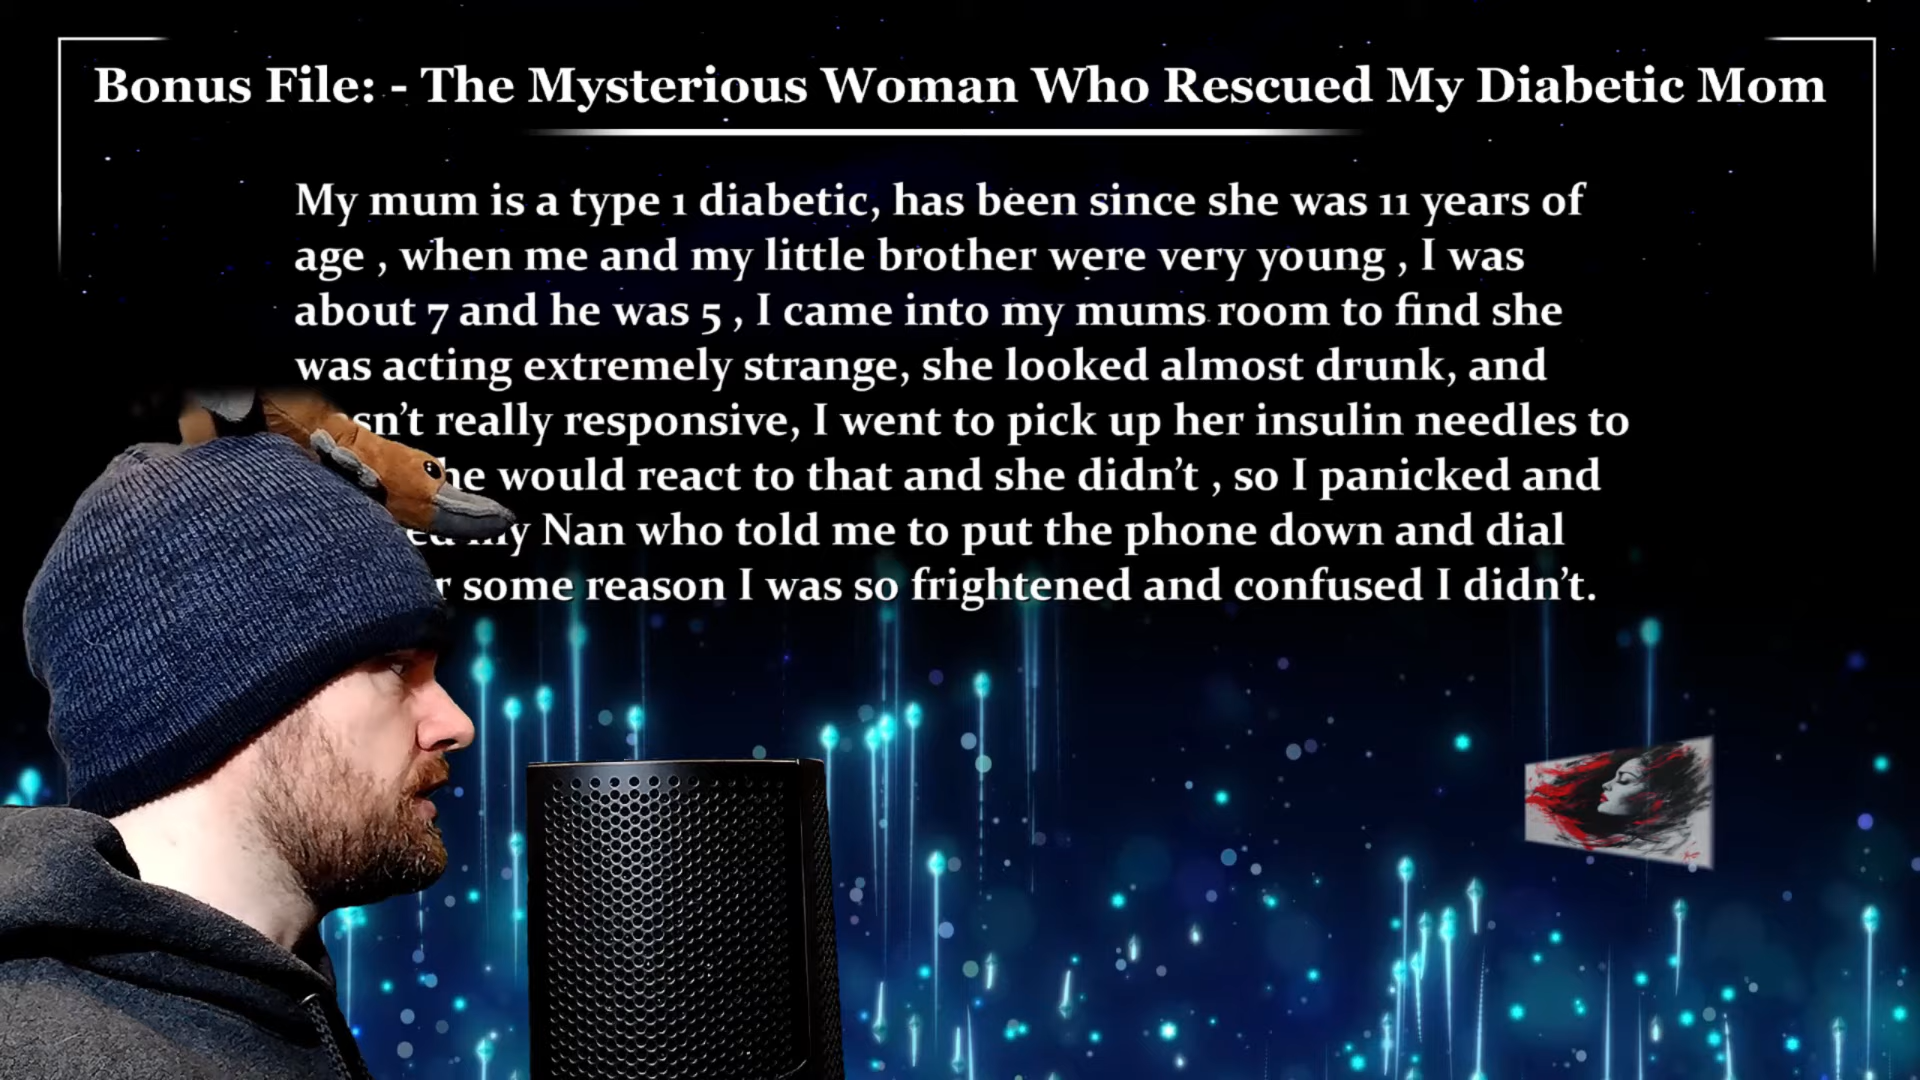 Bonus File: - The Mysterious Woman Who Rescued My Diabetic Mom
My mum is a type 1 diabetic, has been since she was 11 years of
age , when me and my little brother were very young , I was
about 7 and he was 5 , I came into my mums room to find she
was acting extremely strange, she looked almost drunk, and
really responsive, I went to pick up her insulin needles to
would react to that and she didn’t , so I panicked and
Nan who told me to put the phone down and dial
some reason I was so frightened and confused I didn’t.